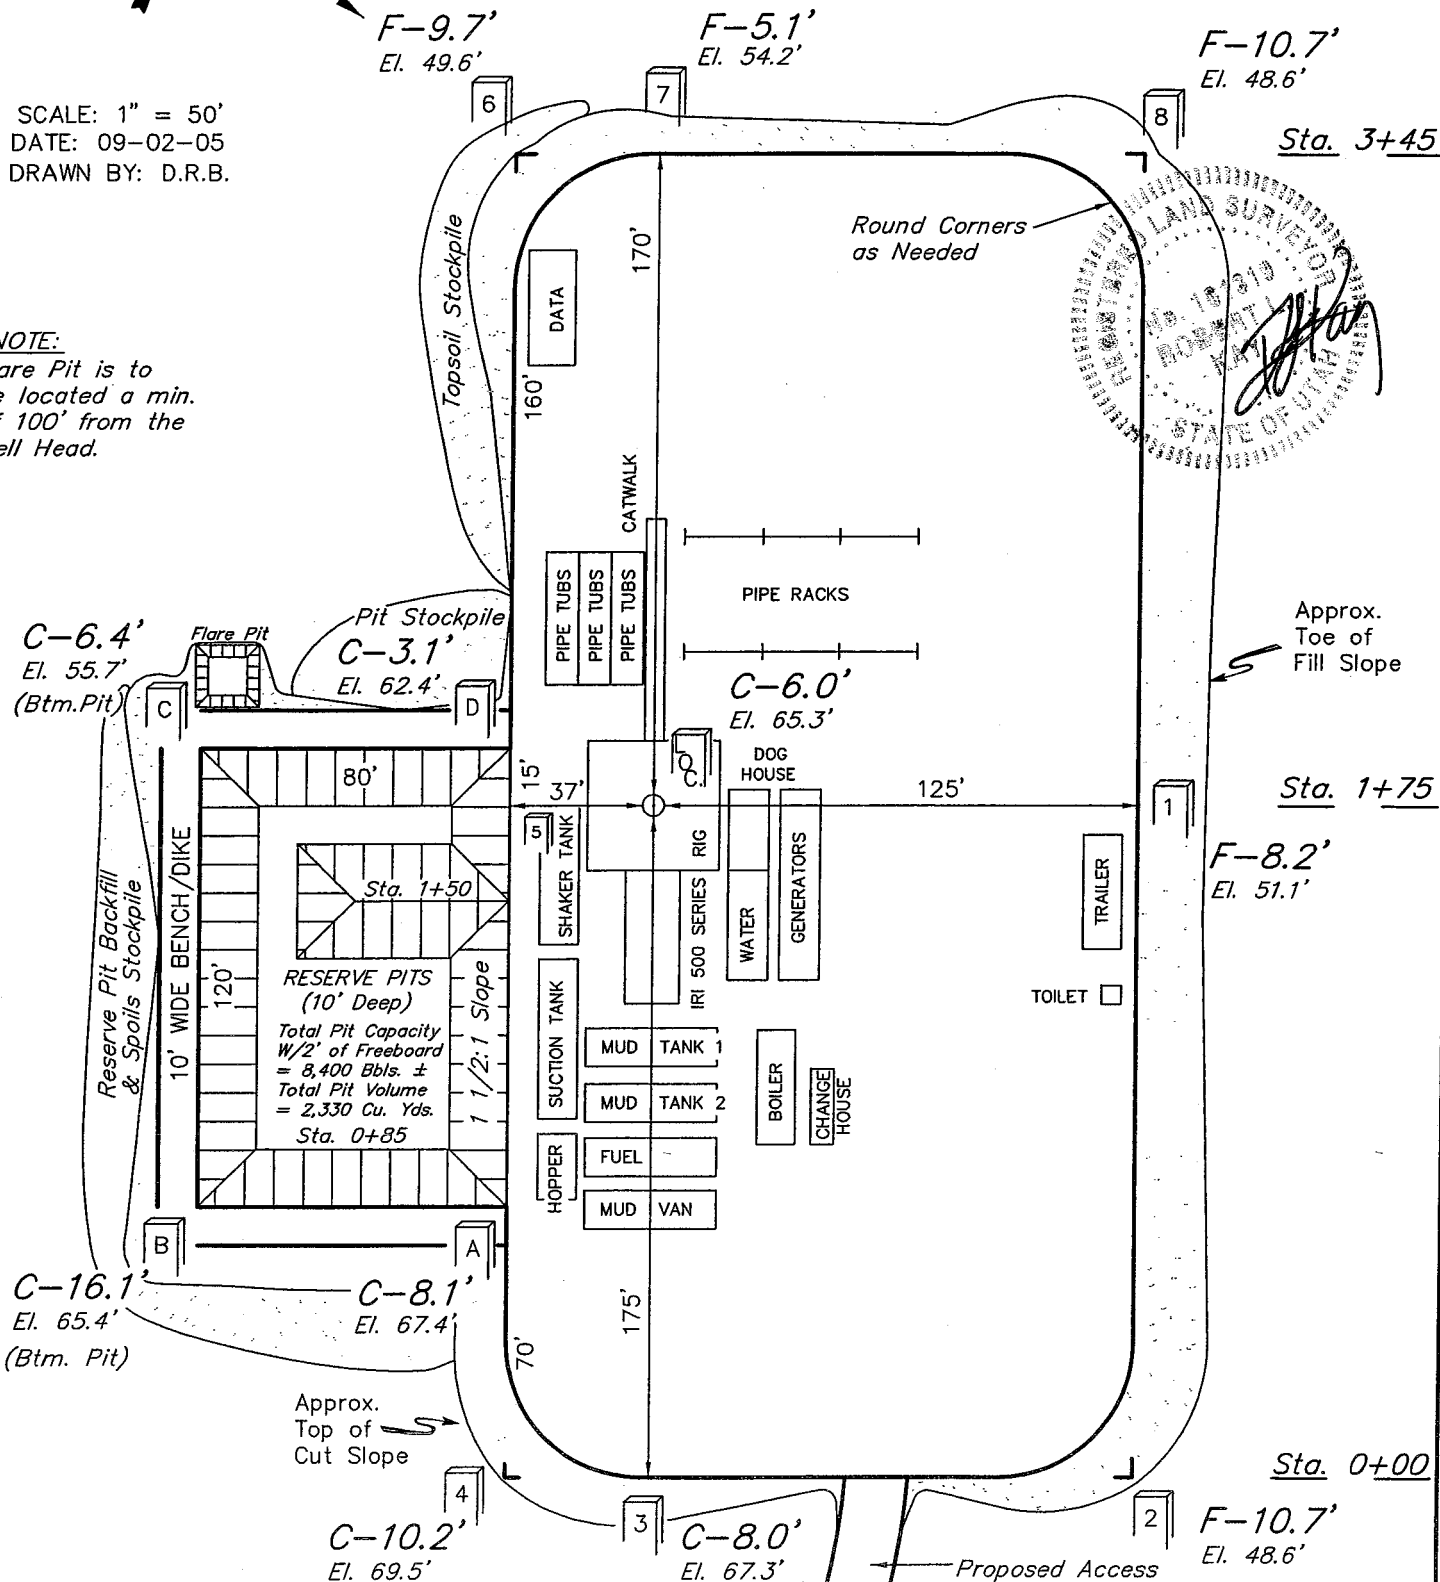 F-9.7'
El. 49.6'
F-5.1'
El. 54.2'
F-10.7'
El. 48.6'
6
7
8
SCALE: 1" = 50'
DATE: 09-02-05
DRAWN BY: D.R.B.
Sta. 3+45
REGISTERED LAND SURVEYOR
No. 161319
ROBERT L.
KAY
STATE OF UTAH
Round Corners
as Needed
170'
Topsoil Stockpile
DATA
160'
NOTE:
are Pit is to
e located a min.
f 100' from the
ell Head.
CATWALK
PIPE TUBS
PIPE TUBS
PIPE TUBS
PIPE RACKS
Approx.
Toe of
Fill Slope
C-6.4'
El. 55.7'
(Btm.Pit)
Flare Pit
Pit Stockpile
C-3.1'
El. 62.4'
C
D
C-6.0'
El. 65.3'
LOC.
DOG
HOUSE
80'
15'
37'
125'
Sta. 1+75
1
F-8.2'
El. 51.1'
5
SHAKER TANK
RIG
IRI 500 SERIES
WATER
GENERATORS
TRAILER
TOILET
Reserve Pit Backfill
& Spoils Stockpile
10' WIDE BENCH/DIKE
120'
Sta. 1+50
RESERVE PITS
(10' Deep)
Total Pit Capacity
W/2' of Freeboard
= 8,400 Bbls. ±
Total Pit Volume
= 2,330 Cu. Yds.
Sta. 0+85
1 1/2:1 Slope
SUCTION TANK
HOPPER
MUD TANK 1
MUD TANK 2
FUEL
MUD VAN
BOILER
CHANGE
HOUSE
B
A
C-16.1'
El. 65.4'
(Btm. Pit)
C-8.1'
El. 67.4'
175'
70'
Approx.
Top of
Cut Slope
Sta. 0+00
4
3
2
C-10.2'
El. 69.5'
C-8.0'
El. 67.3'
F-10.7'
El. 48.6'
Proposed Access